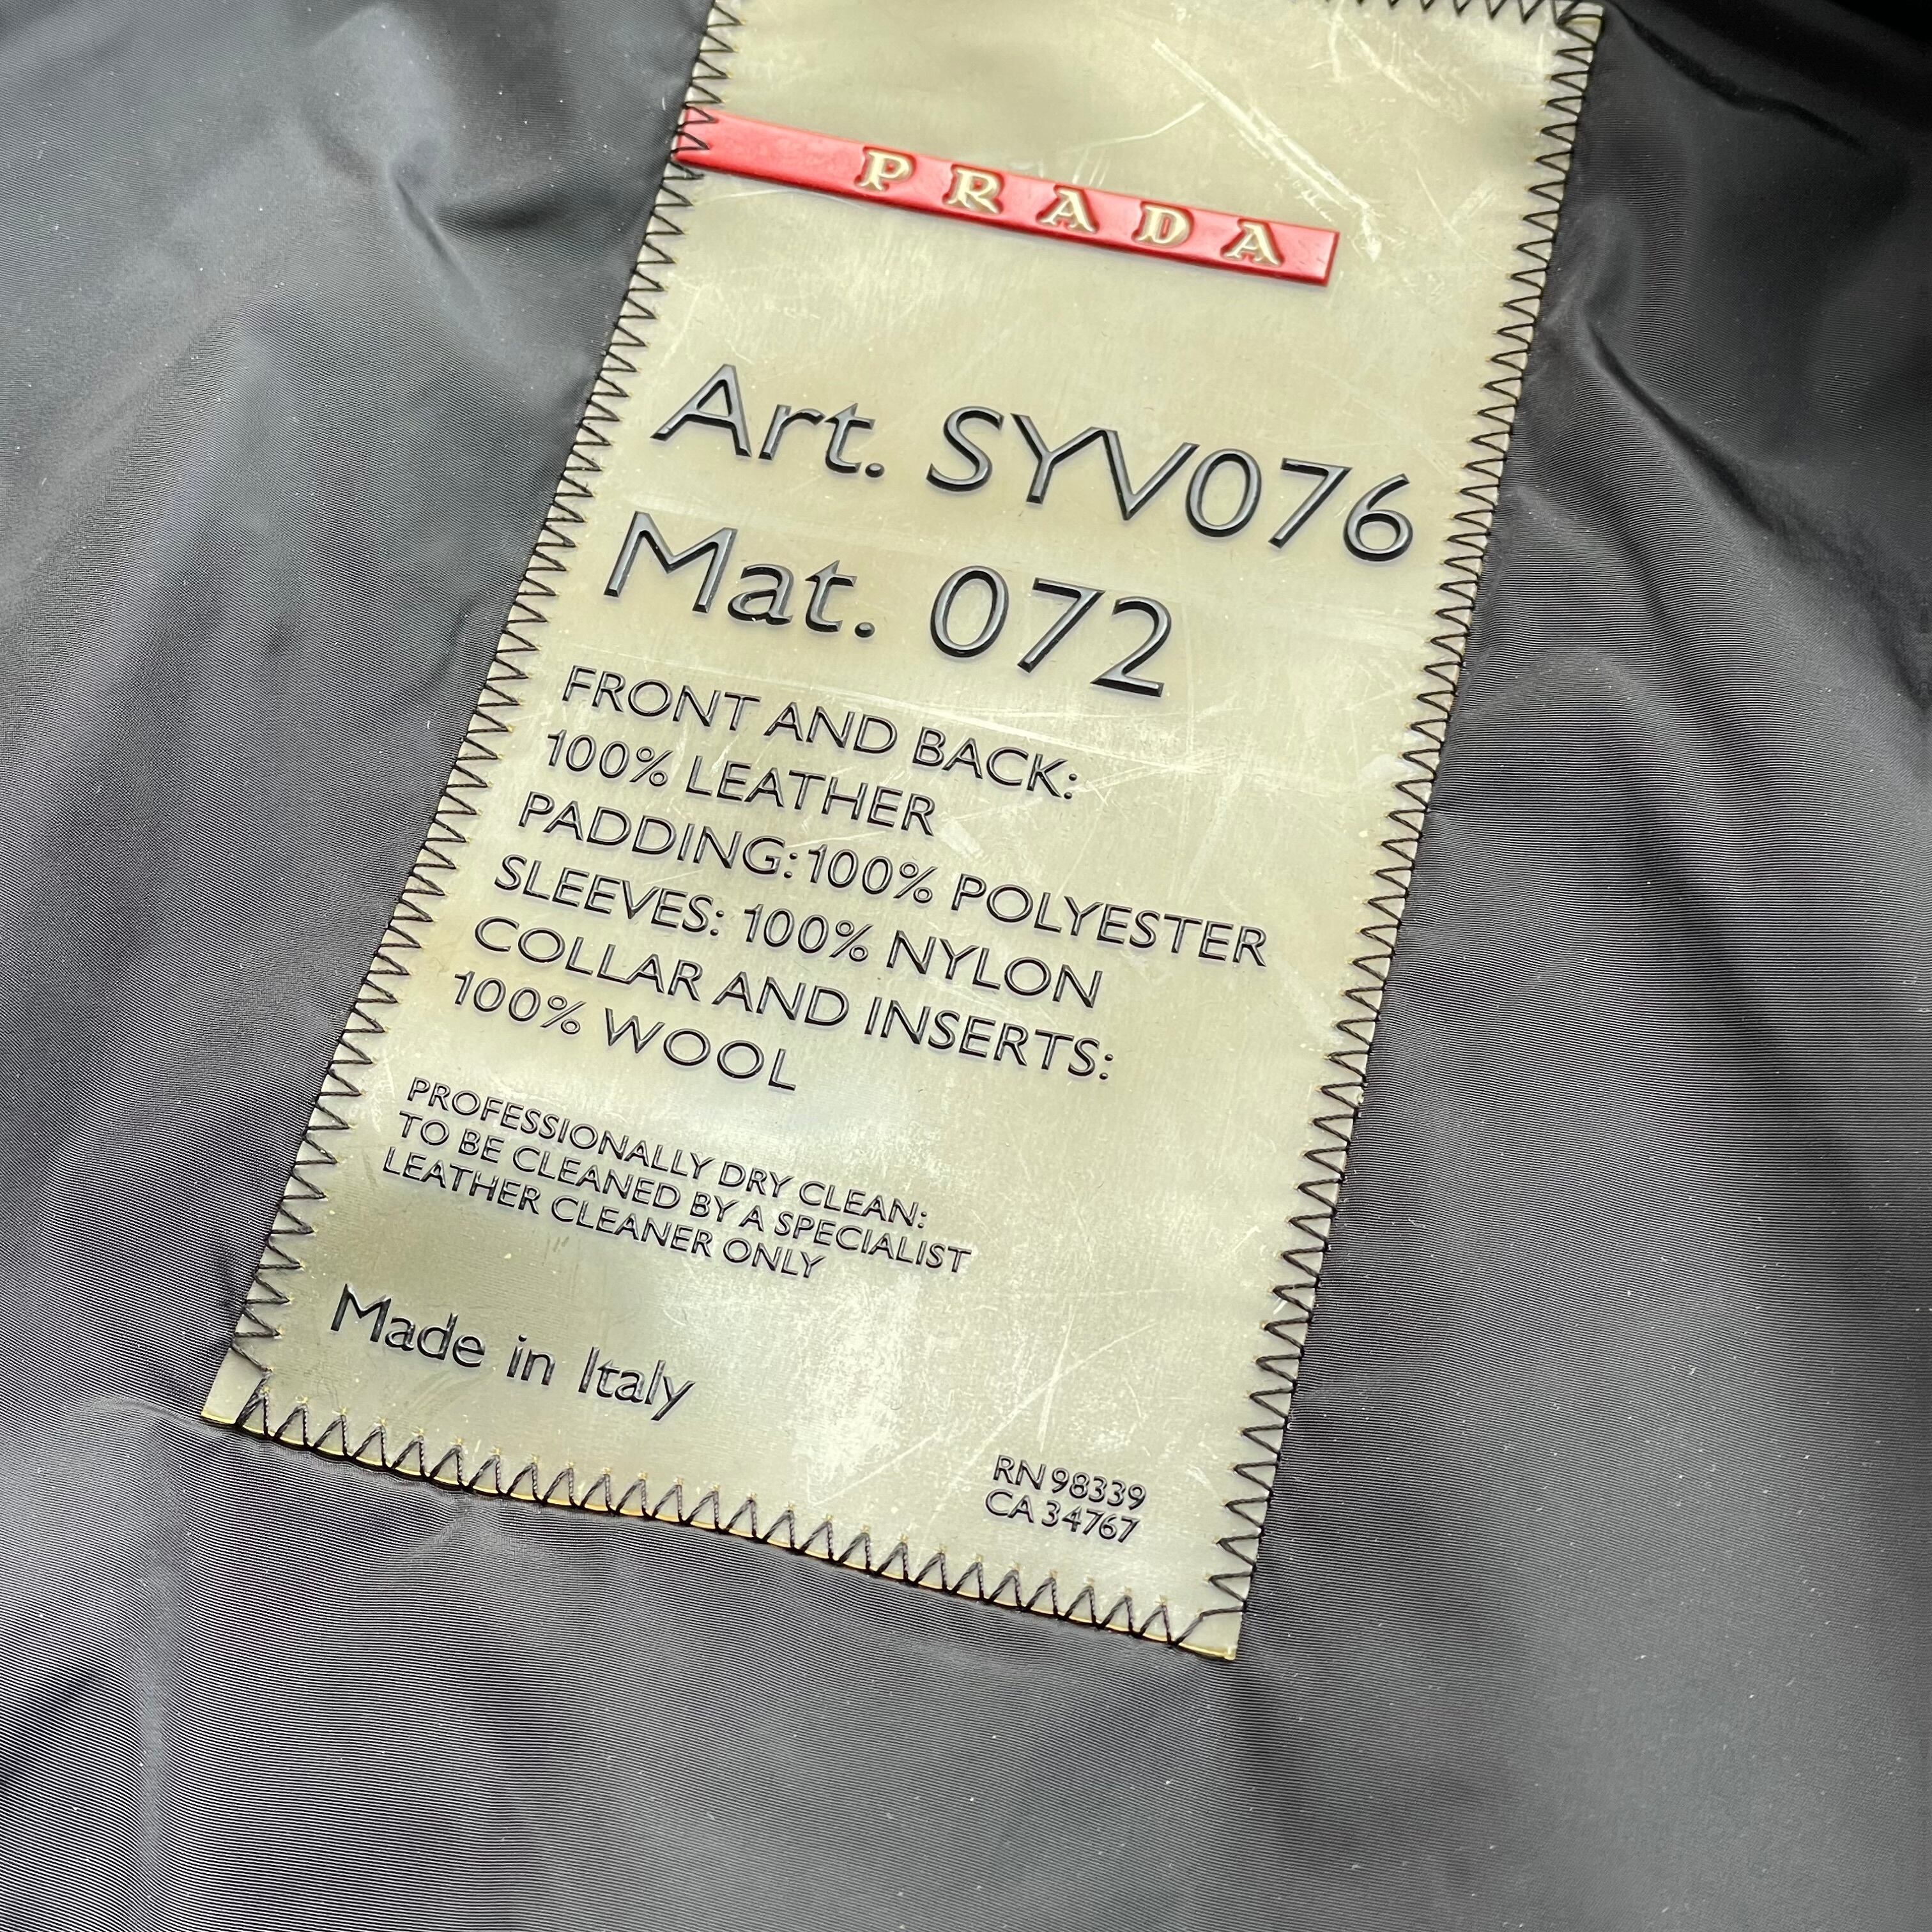 PRADA
Art. SYV076
Mat. 072
FRONT AND BACK:
100% LEATHER
PADDING:100% POLYESTER
SLEEVES: 100% NYLON
COLLAR AND INSERTS:
100% WOOL
PROFESSIONALLY DRY CLEAN:
TO BE CLEANED BY A SPECIALIST
LEATHER CLEANER ONLY
Made in Italy
RN 98339
CA 34767